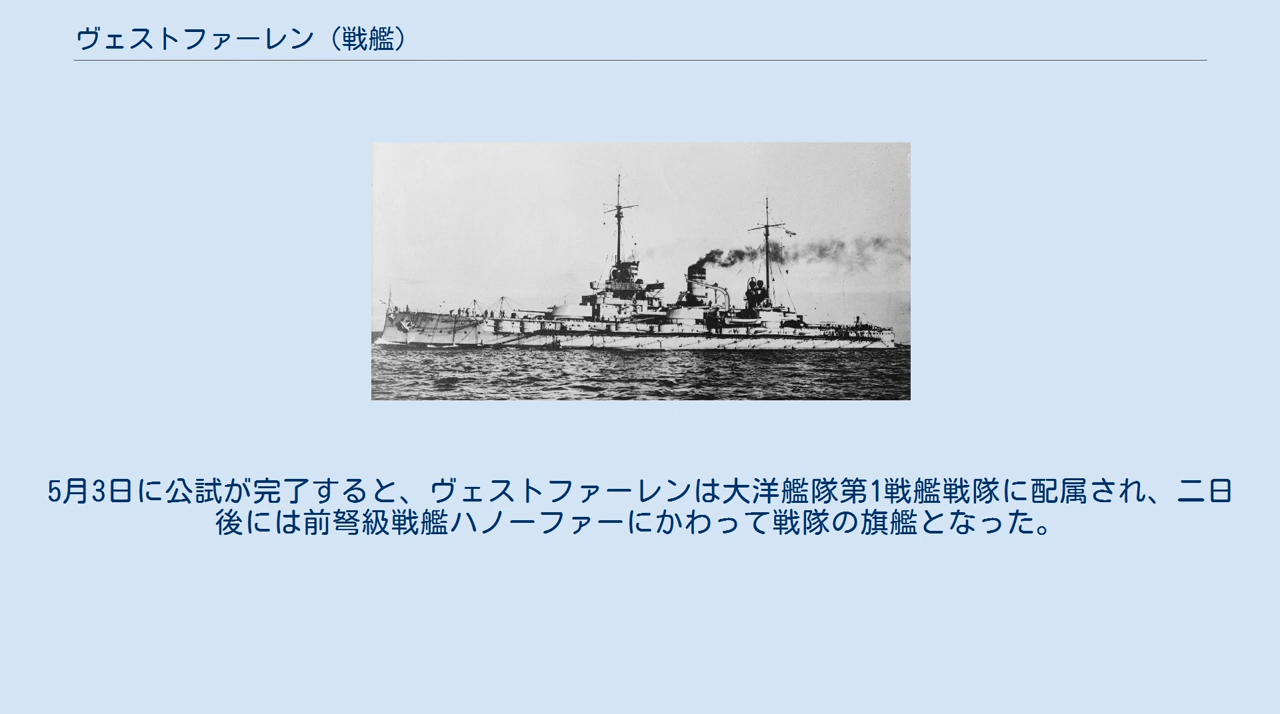 ヴェストファーレン（戦艦）
5月3日に公試が完了すると、ヴェストファーレンは大洋艦隊第1戦艦戦隊に配属され、二日
後には前弩級戦艦ハノーファーにかわって戦隊の旗艦となった。